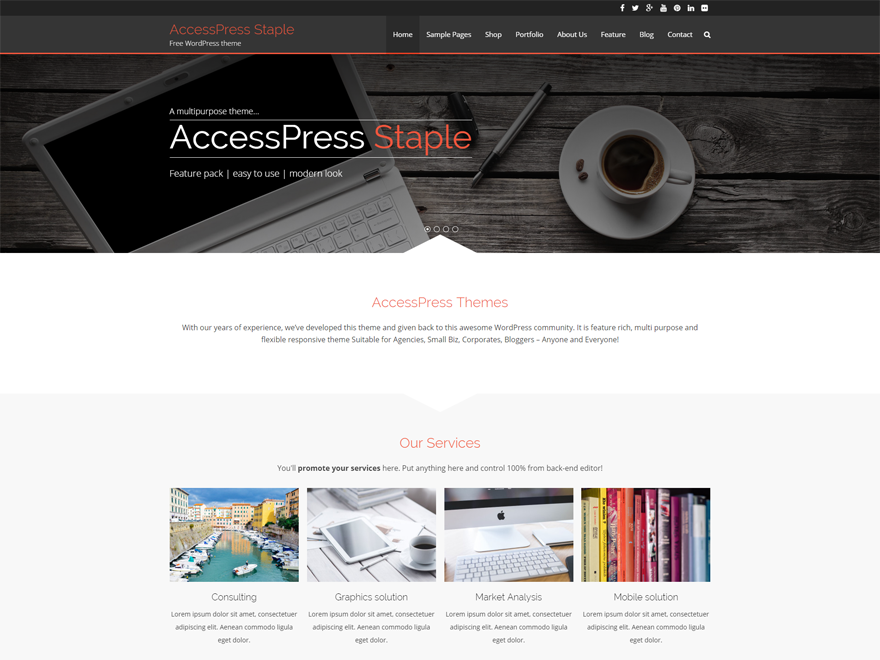 AccessPress Staple
Free WordPress theme
Home Sample Pages Shop Portfolio About Us Feature Blog Contact
A multipurpose theme...
AccessPress Staple
Feature pack | easy to use | modern look
AccessPress Themes
With our years of experience, we've developed this theme and given back to this awesome WordPress community. It is feature rich, multi purpose and
flexible responsive theme Suitable for Agencies, Small Biz, Corporates, Bloggers – Anyone and Everyone!
Our Services
You'll promote your services here. Put anything here and control 100% from back-end editor!
Consulting
Lorem ipsum dolor sit amet, consectetuer
adipiscing elit. Aenean commodo ligula
eget dolor.
Graphics solution
Lorem ipsum dolor sit amet, consectetuer
adipiscing elit. Aenean commodo ligula
eget dolor.
Market Analysis
Lorem ipsum dolor sit amet, consectetuer
adipiscing elit. Aenean commodo ligula
eget dolor.
Mobile solution
Lorem ipsum dolor sit amet, consectetuer
adipiscing elit. Aenean commodo ligula
eget dolor.